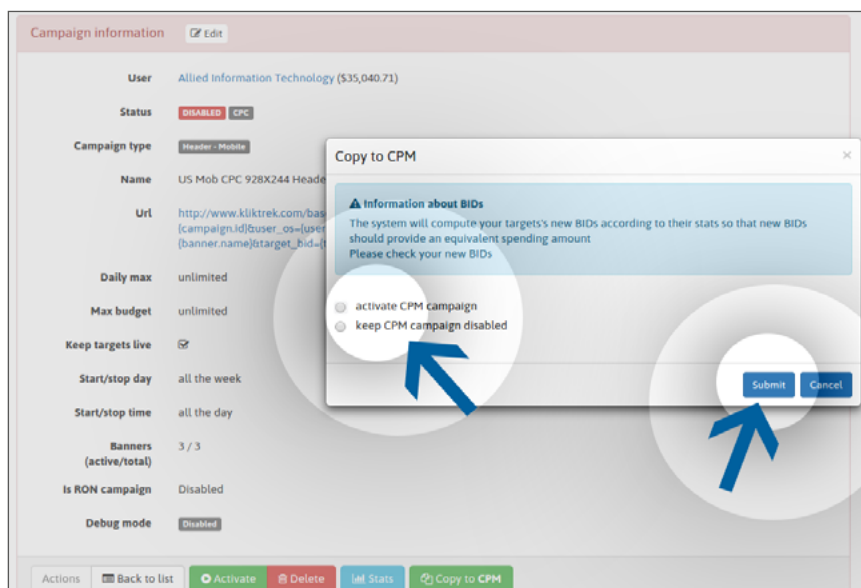 Campaign information Edit
User Allied Information Technology ($35,040.71)
Status DISABLED CPC
Campaign type Header - Mobile
Name US Mob CPC 928X244 Heade
Url http://www.kliktrek.com/bas
{campaign.id}&user_os={user
{banner.name}&target_bid={t
Daily max unlimited
Max budget unlimited
Keep targets live
Start/stop day all the week
Start/stop time all the day
Banners 3 / 3
(active/total)
Is RON campaign Disabled
Debug mode Disabled
Actions Back to list Activate Delete Stats Copy to CPM
Copy to CPM ×
Information about BIDs
The system will compute your targets's new BIDs according to their stats so that new BIDs
should provide an equivalent spending amount
Please check your new BIDs
activate CPM campaign
keep CPM campaign disabled
Submit Cancel